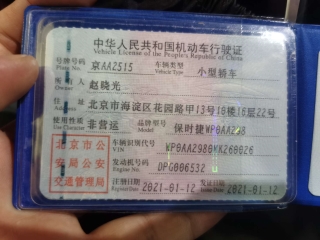 中华人民共和国机动车行驶证
Vehicle License of the People's Republic of China
号牌号码 京AA2515 车辆类型 小型轿车
Plate No. Vehicle Type
所有人 赵晓光
Owner
住址 北京市海淀区花园路甲13号10楼16层22号
Address
使用性质 非营运 品牌型号 保时捷WP0AA298
Use Character Model
北京市公安局公安交通管理局
车辆识别代号 WP0AA2980KK260026
VIN
发动机号码 DPG006532
Engine No.
注册日期 2021-01-12 发证日期 2021-01-12
Register Date Issue Date